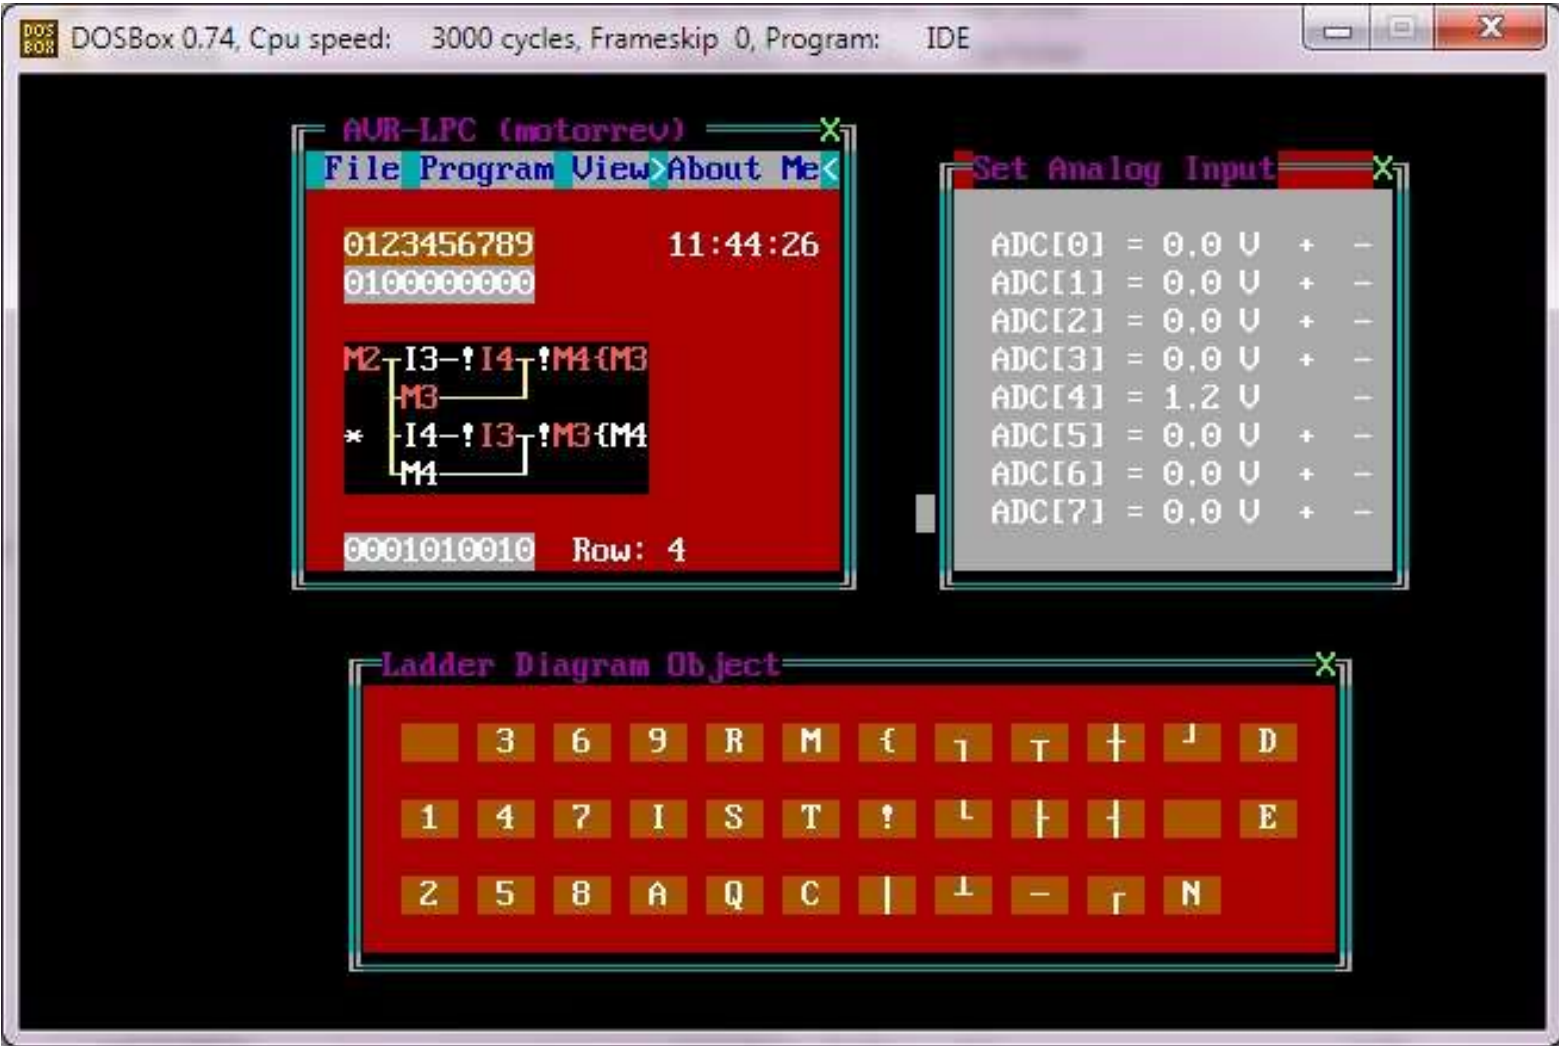 DOSBox 0.74, Cpu speed: 3000 cycles, Frameskip 0, Program: IDE
AVR-LPC (motorrev) X
File Program View>About Me<
0123456789 11:44:26
0100000000
M2┬I3-!I4┬!M4{M3
├M3───┘
* ├I4-!I3┬!M3{M4
└M4───┘
0001010010 Row: 4
Set Analog Input X
ADC[0] = 0.0 V + -
ADC[1] = 0.0 V + -
ADC[2] = 0.0 V + -
ADC[3] = 0.0 V + -
ADC[4] = 1.2 V -
ADC[5] = 0.0 V + -
ADC[6] = 0.0 V + -
ADC[7] = 0.0 V + -
Ladder Diagram Object X
3 6 9 R M { ┐ ┬ ┼ ┘ D
1 4 7 I S T ! └ ├ ┤ E
2 5 8 A Q C │ ┴ ─ ┌ N